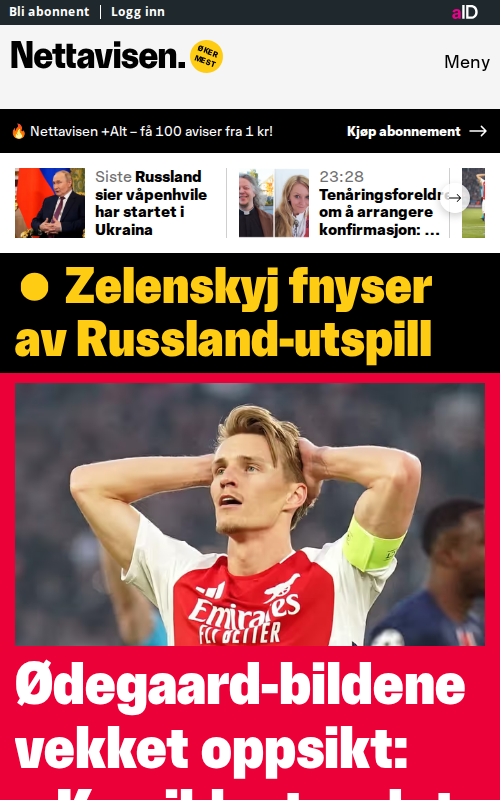 Bli abonnent
Logg inn
aID
Nettavisen.
ØKER
MEST
Meny
🔥 Nettavisen +Alt – få 100 aviser fra 1 kr!
Kjøp abonnement
Siste Russland
sier våpenhvile
har startet i
Ukraina
23:28
Tenåringsforeldre
om å arrangere
konfirmasjon: ...
Zelenskyj fnyser
av Russland-utspill
Emirates
FLY BETTER
Ødegaard-bildene
vekket oppsikt: